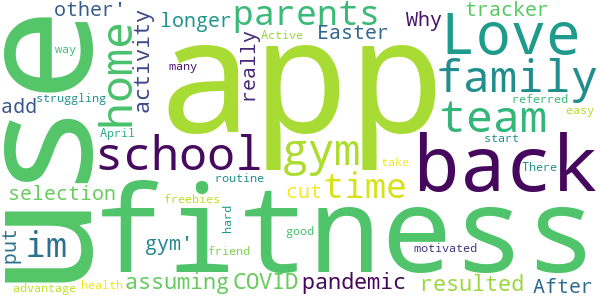 other'
longer
parents
Why
tracker
use
way
home
activity
really
Active
Easter
Love
many
app
family
add
struggling
April
team
referred
easy
school
gym
back
start
There
selection
fitness
routine
cut
time
take
freebies
hard
im
put
gym'
friend
good
motivated
assuming
COVID
pandemic
resulted
After
advantage
health